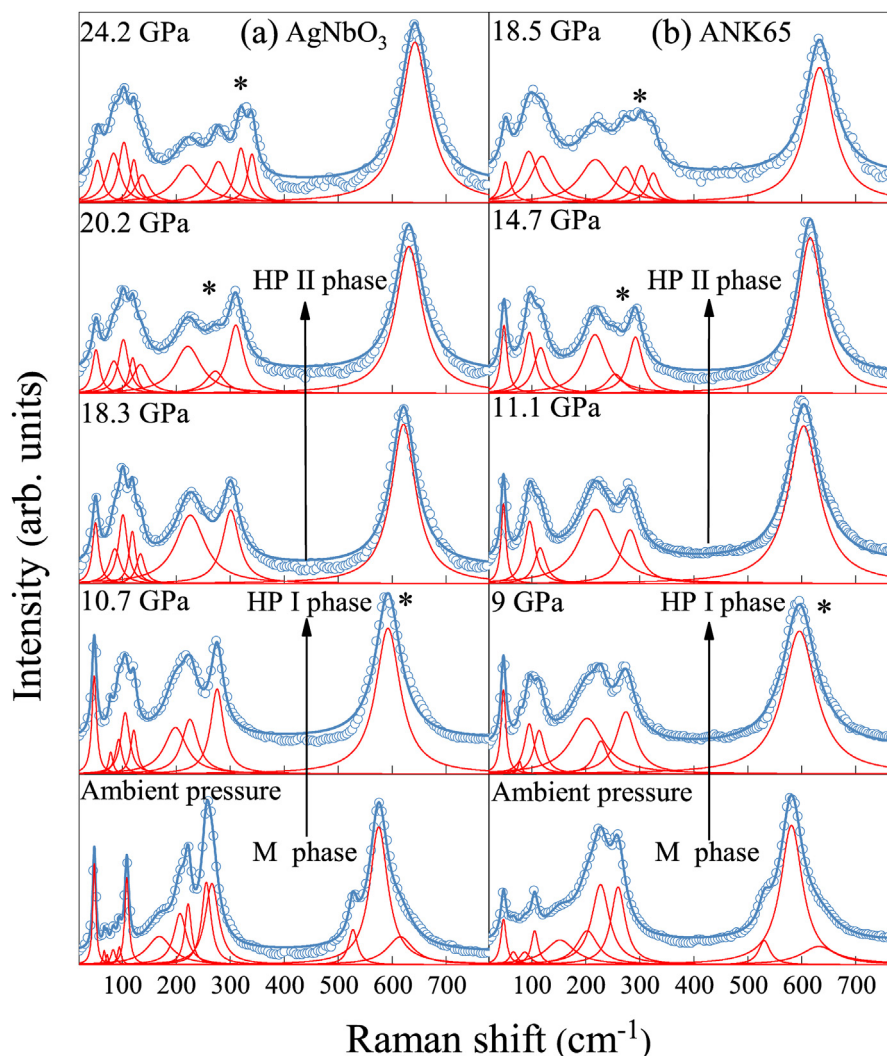 24.2 GPa (a) AgNbO₃ 18.5 GPa (b) ANK65
* *
20.2 GPa 14.7 GPa
* HP II phase * HP II phase
18.3 GPa 11.1 GPa
10.7 GPa HP I phase * 9 GPa HP I phase *
Ambient pressure Ambient pressure
M phase M phase
100 200 300 400 500 600 100 200 300 400 500 600 700
Intensity (arb. units)
Raman shift (cm⁻¹)